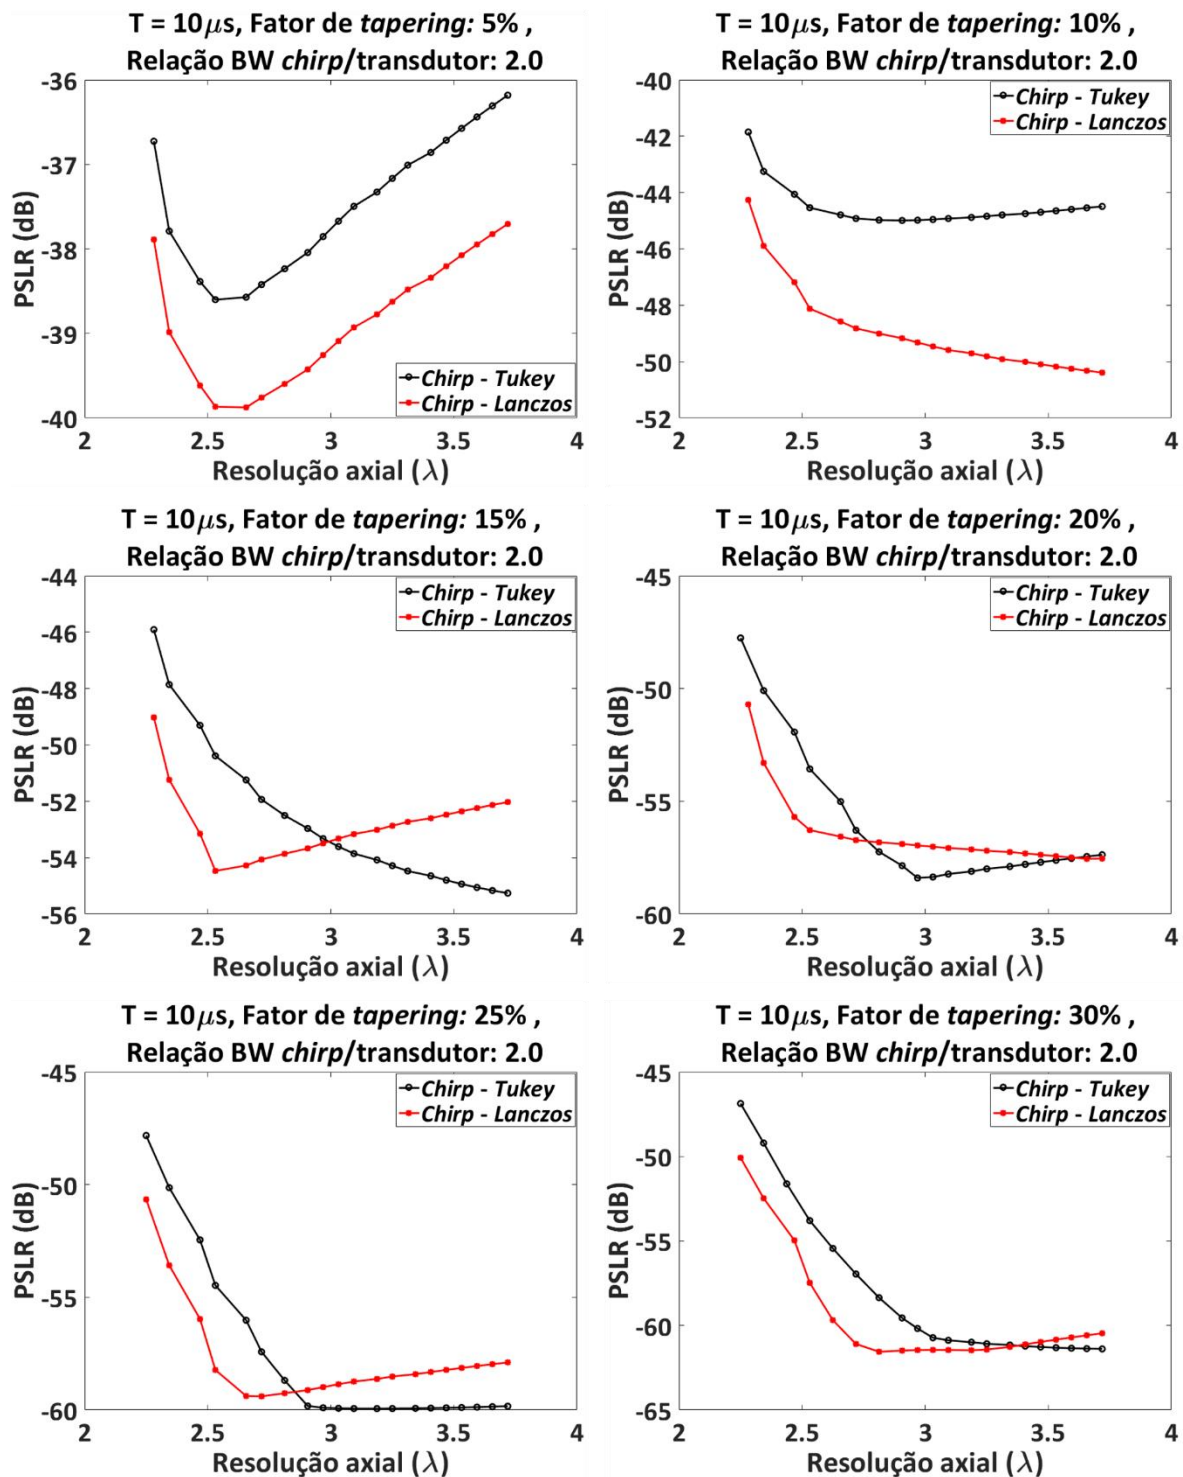 T = 10μs, Fator de tapering: 5% ,
Relação BW chirp/transdutor: 2.0
-36
-37
-38
-39
-40
PSLR (dB)
Chirp - Tukey
Chirp - Lanczos
2 2.5 3 3.5 4
Resolução axial (λ)
T = 10μs, Fator de tapering: 10% ,
Relação BW chirp/transdutor: 2.0
-40
-42
-44
-46
-48
-50
-52
PSLR (dB)
Chirp - Tukey
Chirp - Lanczos
2 2.5 3 3.5 4
Resolução axial (λ)
T = 10μs, Fator de tapering: 15% ,
Relação BW chirp/transdutor: 2.0
-44
-46
-48
-50
-52
-54
-56
PSLR (dB)
Chirp - Tukey
Chirp - Lanczos
2 2.5 3 3.5 4
Resolução axial (λ)
T = 10μs, Fator de tapering: 20% ,
Relação BW chirp/transdutor: 2.0
-45
-50
-55
-60
PSLR (dB)
Chirp - Tukey
Chirp - Lanczos
2 2.5 3 3.5 4
Resolução axial (λ)
T = 10μs, Fator de tapering: 25% ,
Relação BW chirp/transdutor: 2.0
-45
-50
-55
-60
PSLR (dB)
Chirp - Tukey
Chirp - Lanczos
2 2.5 3 3.5 4
Resolução axial (λ)
T = 10μs, Fator de tapering: 30% ,
Relação BW chirp/transdutor: 2.0
-45
-50
-55
-60
-65
PSLR (dB)
Chirp - Tukey
Chirp - Lanczos
2 2.5 3 3.5 4
Resolução axial (λ)